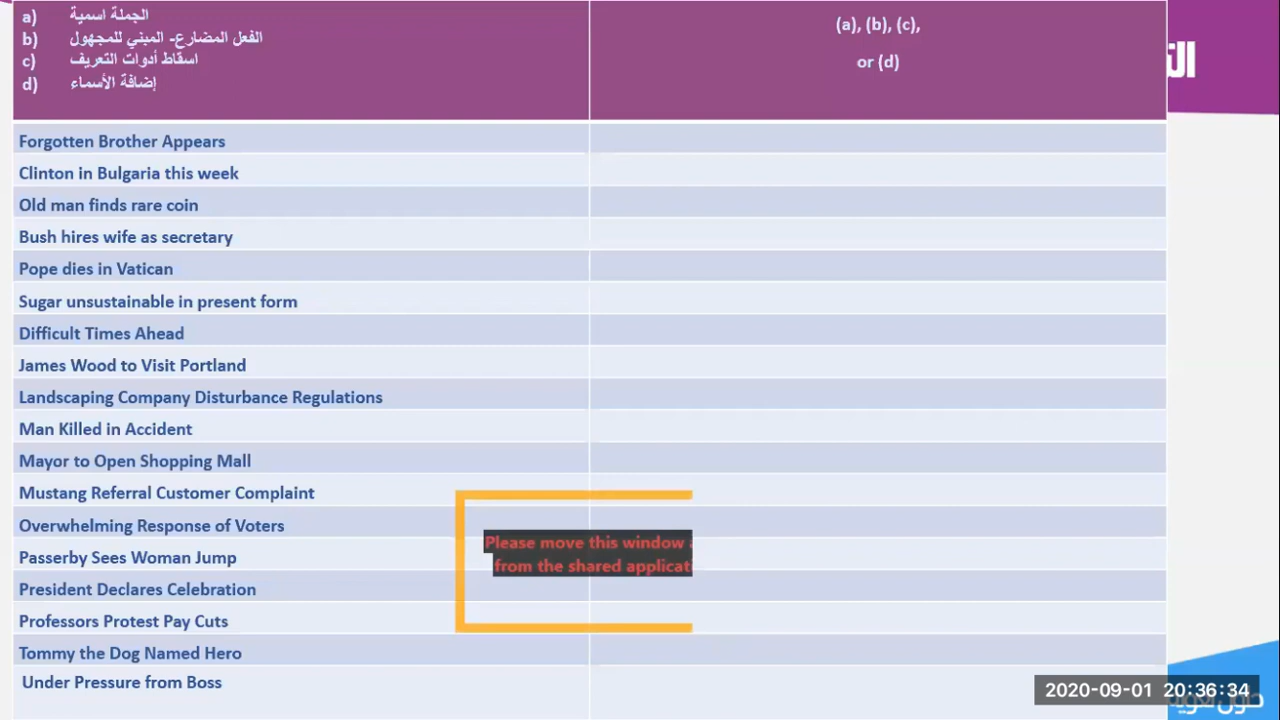 a) الجملة اسمية
b) الفعل المضارع- المبني للمجهول
c) اسقاط أدوات التعريف
d) إضافة الأسماء
(a), (b), (c),
or (d)
Forgotten Brother Appears
Clinton in Bulgaria this week
Old man finds rare coin
Bush hires wife as secretary
Pope dies in Vatican
Sugar unsustainable in present form
Difficult Times Ahead
James Wood to Visit Portland
Landscaping Company Disturbance Regulations
Man Killed in Accident
Mayor to Open Shopping Mall
Mustang Referral Customer Complaint
Overwhelming Response of Voters
Passerby Sees Woman Jump
President Declares Celebration
Professors Protest Pay Cuts
Tommy the Dog Named Hero
Under Pressure from Boss
Please move this window
from the shared
2020-09-01 20:36:34